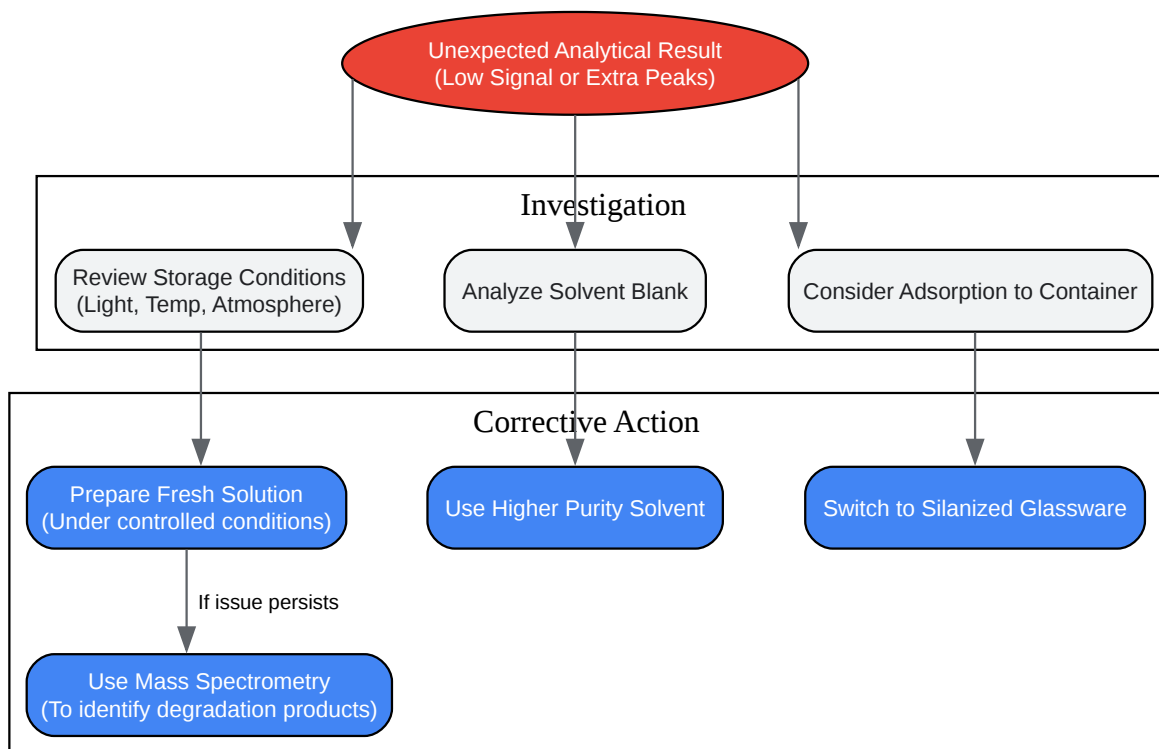 Unexpected Analytical Result
(Low Signal or Extra Peaks)
Investigation
Review Storage Conditions
(Light, Temp, Atmosphere)
Analyze Solvent Blank
Consider Adsorption to Container
Corrective Action
Prepare Fresh Solution
(Under controlled conditions)
Use Higher Purity Solvent
Switch to Silanized Glassware
If issue persists
Use Mass Spectrometry
(To identify degradation products)